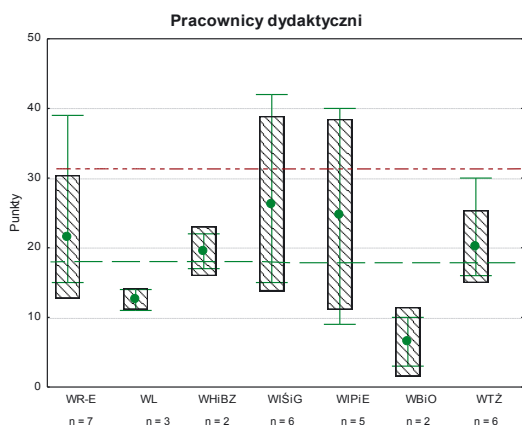 Pracownicy dydaktyczni
50
40
30
20
10
0
Punkty
WR-E WL WHiBZ WIŚiG WIPiE WBiO WTŻ
n = 7 n = 3 n = 2 n = 6 n = 5 n = 2 n = 6